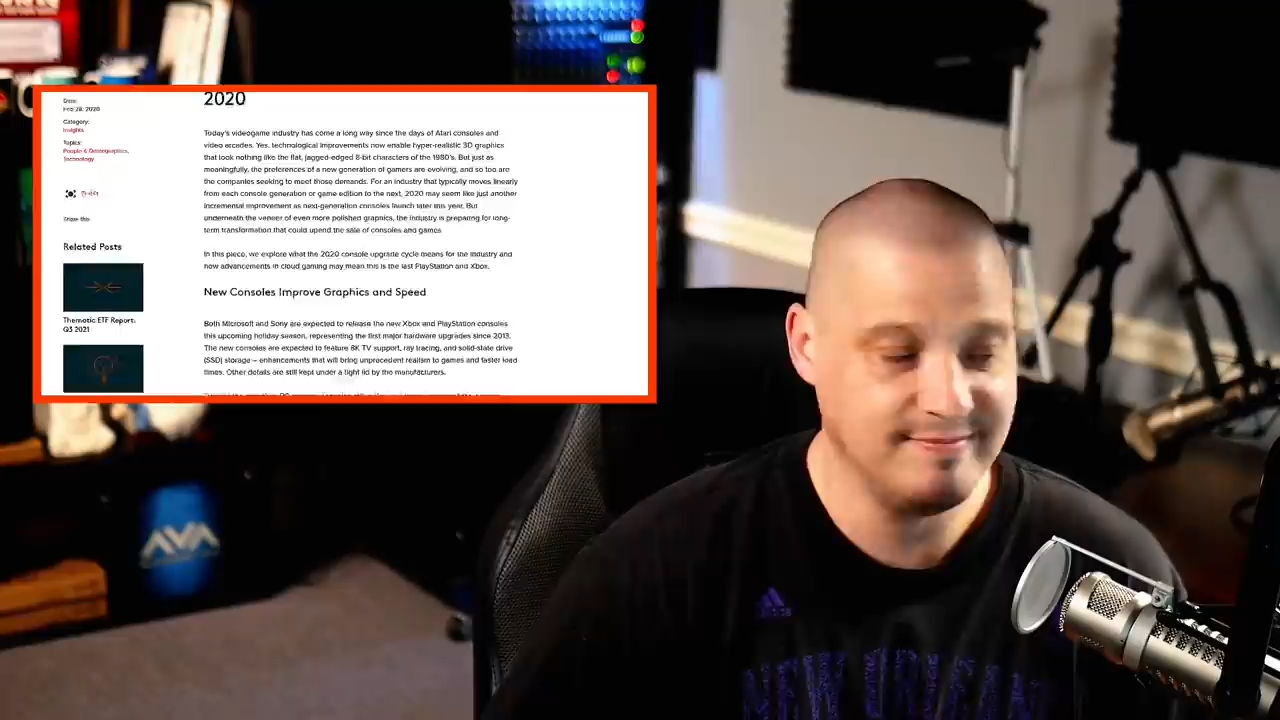 2020
Date:
Feb 28, 2020
Category:
Insights
Topics:
People & Demographics,
Technology
Share this
Related Posts
Thematic ETF Report:
Q3 2021
Today's videogame industry has come a long way since the days of Atari consoles and
video arcades. Yes, technological improvements now enable hyper-realistic 3D graphics
that look nothing like the flat, jagged-edged 8-bit characters of the 1980's. But just as
meaningfully, the preferences of a new generation of gamers are evolving, and so too are
the companies seeking to meet those demands. For an industry that typically moves linearly
from each console generation or game edition to the next, 2020 may seem like just another
incremental improvement as next-generation consoles launch later this year. But
underneath the veneer of even more polished graphics, the industry is preparing for long-
term transformation that could upend the sale of consoles and games.
In this piece, we explore what the 2020 console upgrade cycle means for the industry and
how advancements in cloud gaming may mean this is the last PlayStation and Xbox.
New Consoles Improve Graphics and Speed
Both Microsoft and Sony are expected to release the new Xbox and PlayStation consoles
this upcoming holiday season, representing the first major hardware upgrades since 2013.
The new consoles are expected to feature 8K TV support, ray tracing, and solid-state drive
(SSD) storage – enhancements that will bring unprecedent realism to games and faster load
times. Other details are still kept under a tight lid by the manufacturers.
AVA
adidas
NEW ORLEAN